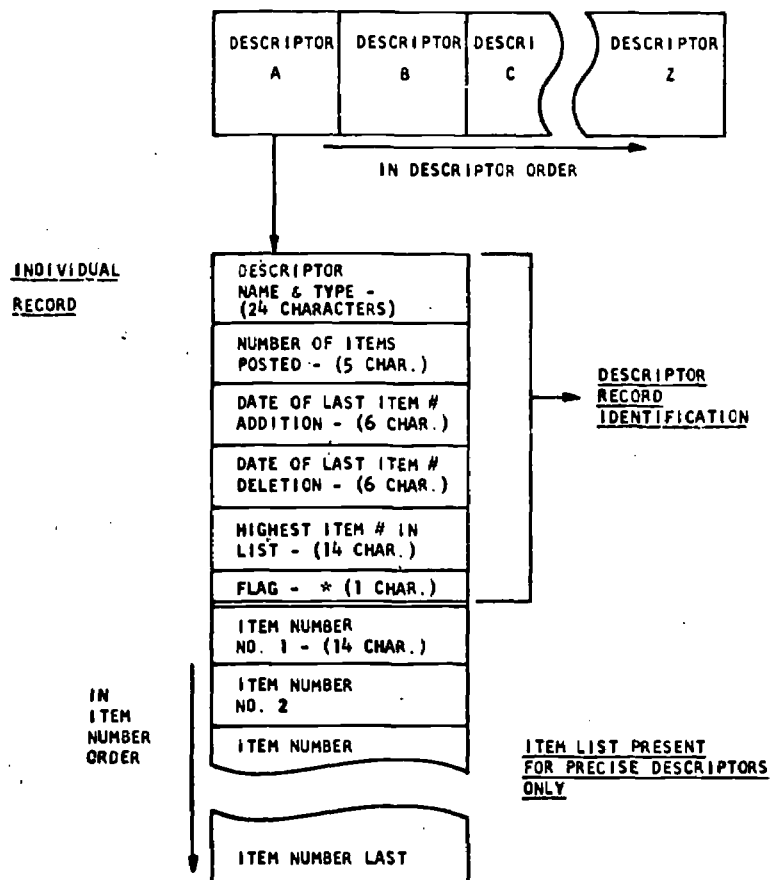 DESCRIPTOR
A
DESCRIPTOR
B
DESCRI
C
DESCRIPTOR
Z
IN DESCRIPTOR ORDER
INDIVIDUAL
RECORD
DESCRIPTOR
NAME & TYPE -
(24 CHARACTERS)
NUMBER OF ITEMS
POSTED - (5 CHAR.)
DATE OF LAST ITEM #
ADDITION - (6 CHAR.)
DATE OF LAST ITEM #
DELETION - (6 CHAR.)
HIGHEST ITEM # IN
LIST - (14 CHAR.)
FLAG - * (1 CHAR.)
DESCRIPTOR
RECORD
IDENTIFICATION
ITEM NUMBER
NO. 1 - (14 CHAR.)
ITEM NUMBER
NO. 2
ITEM NUMBER
IN
ITEM
NUMBER
ORDER
ITEM LIST PRESENT
FOR PRECISE DESCRIPTORS
ONLY
ITEM NUMBER LAST